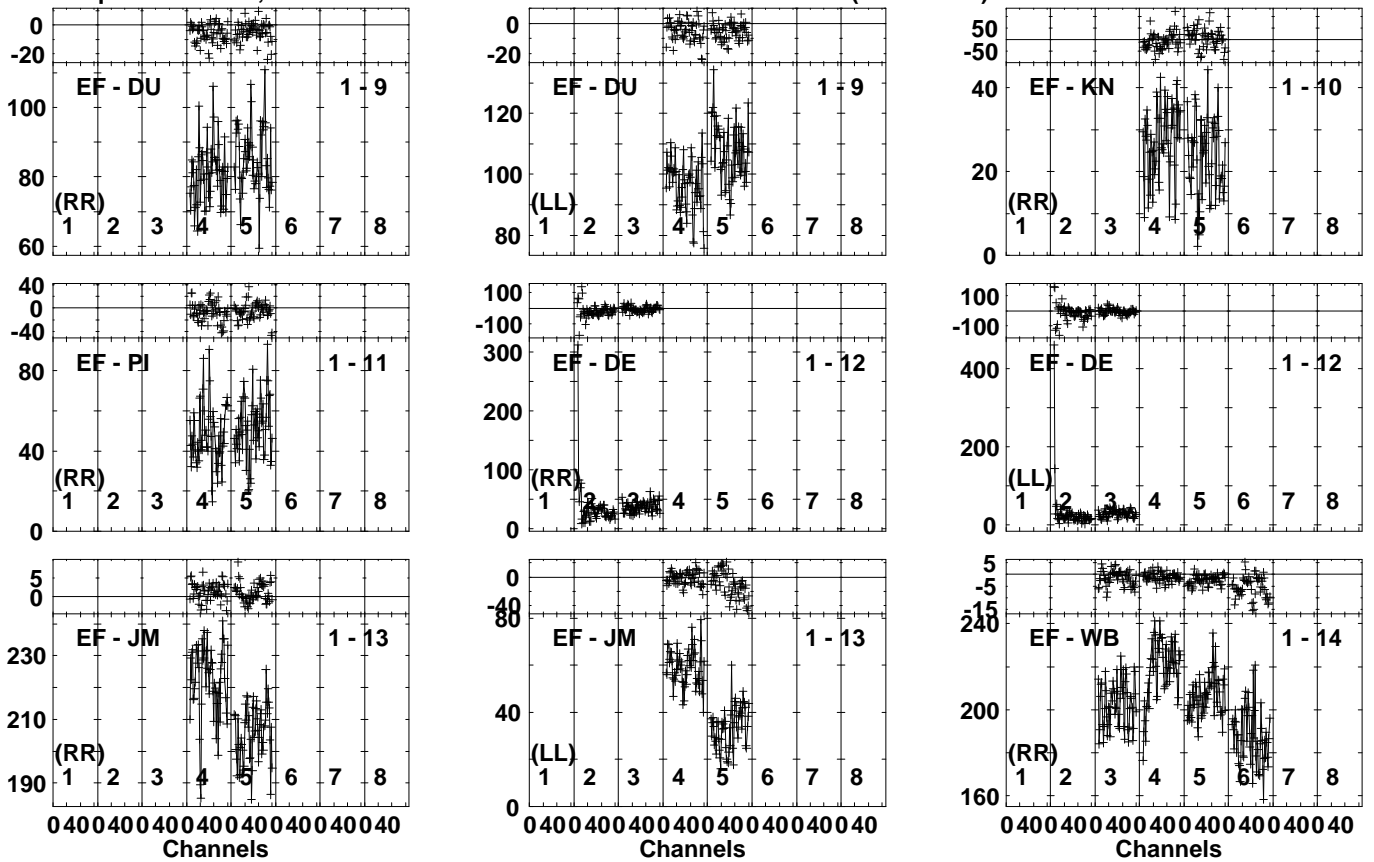 0
-20
EF - DU 1 - 9
100
80
60
(RR)
1 2 3 4 5 6 7 8
0
-20
EF - DU 1 - 9
120
100
80
(LL)
1 2 3 4 5 6 7 8
50
-50
EF - KN 1 - 10
40
20
0
(RR)
1 2 3 4 5 6 7 8
40
0
-40
EF - PI 1 - 11
80
40
0
(RR)
1 2 3 4 5 6 7 8
100
-100
EF - DE 1 - 12
300
200
100
0
(RR)
1 2 3 4 5 6 7 8
100
-100
EF - DE 1 - 12
400
200
0
(LL)
1 2 3 4 5 6 7 8
5
0
EF - JM 1 - 13
230
210
190
(RR)
1 2 3 4 5 6 7 8
0 40 0 40 0 40 0 40 0 40 0 40 0 40 0 40
Channels
0
-40
EF - JM 1 - 13
80
40
0
(LL)
1 2 3 4 5 6 7 8
0 40 0 40 0 40 0 40 0 40 0 40 0 40 0 40
Channels
5
-5
-15
EF - WB 1 - 14
240
200
160
(RR)
1 2 3 4 5 6 7 8
0 40 0 40 0 40 0 40 0 40 0 40 0 40 0 40
Channels